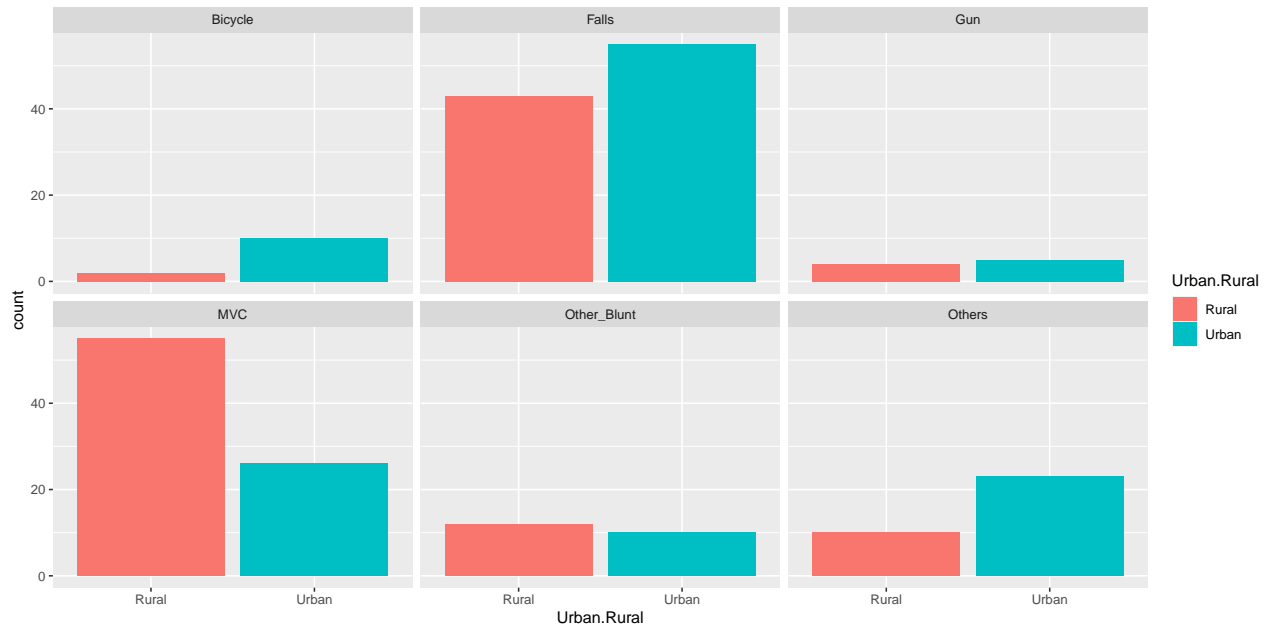 Bicycle
Falls
Gun
40
20
0
MVC
Other_Blunt
Others
40
20
0
count
Rural
Urban
Rural
Urban
Rural
Urban
Urban.Rural
Urban.Rural
Rural
Urban